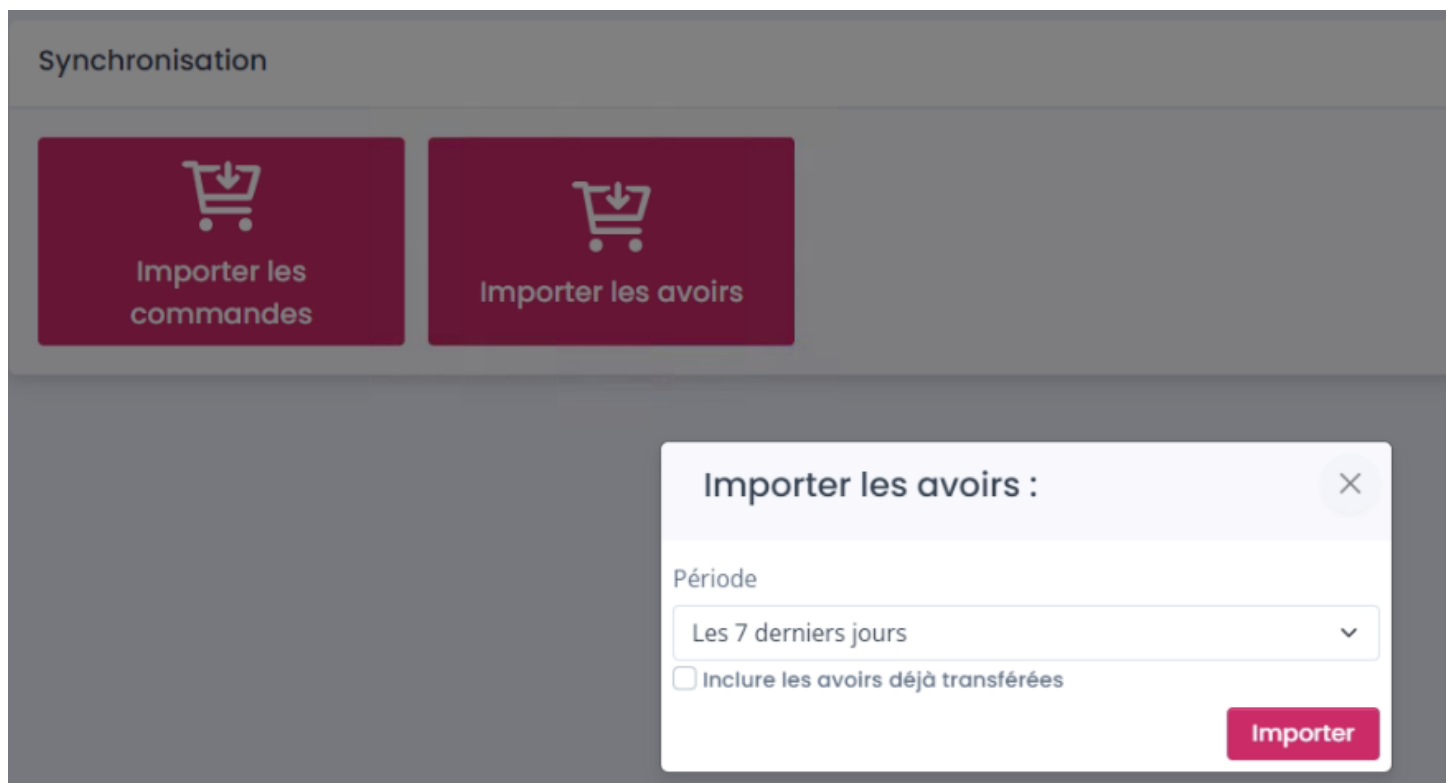 Synchronisation
Importer les
commandes
Importer les avoirs
Importer les avoirs :
Période
Les 7 derniers jours
Inclure les avoirs déjà transférées
Importer